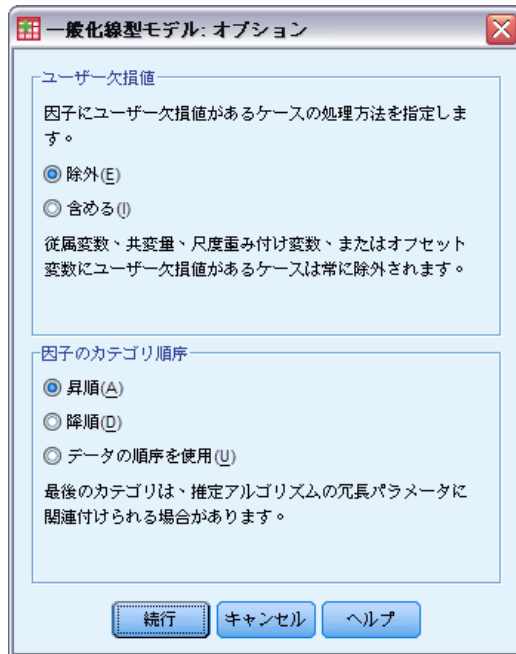 一般化線型モデル: オプション
ユーザー欠損値
因子にユーザー欠損値があるケースの処理方法を指定しま
す。
除外(E)
含める(I)
従属変数、共変量、尺度重み付け変数、またはオフセット
変数にユーザー欠損値があるケースは常に除外されます。
因子のカテゴリ順序
昇順(A)
降順(D)
データの順序を使用(U)
最後のカテゴリは、推定アルゴリズムの冗長パラメータに
関連付けられる場合があります。
続行
キャンセル
ヘルプ